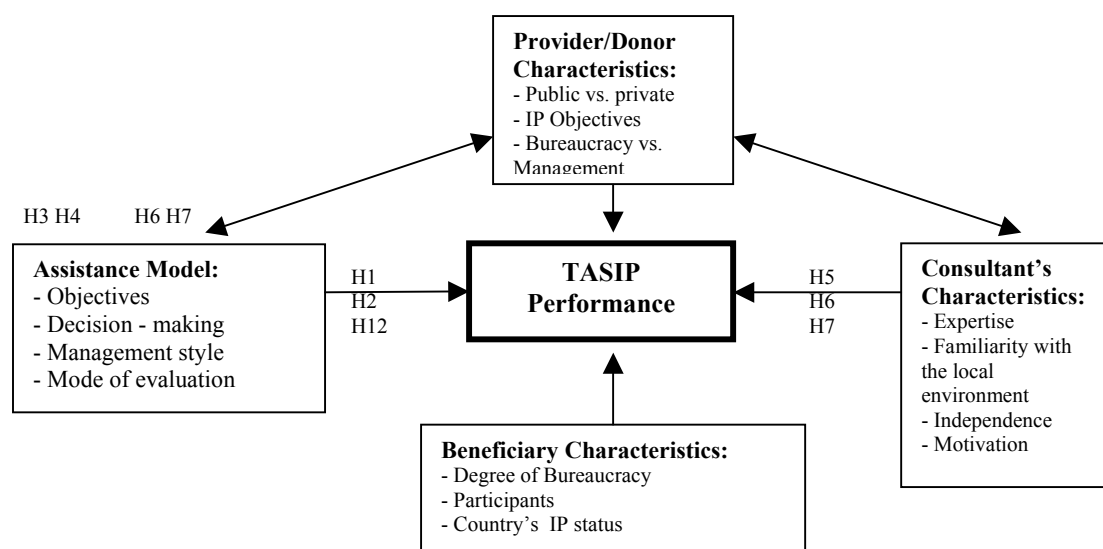 Provider/Donor
Characteristics:
- Public vs. private
- IP Objectives
- Bureaucracy vs.
Management
H3 H4 H6 H7
Assistance Model:
- Objectives
- Decision - making
- Management style
- Mode of evaluation
H1
H2
H12
TASIP
Performance
H5
H6
H7
Consultant’s
Characteristics:
- Expertise
- Familiarity with
the local
environment
- Independence
- Motivation
Beneficiary Characteristics:
- Degree of Bureaucracy
- Participants
- Country’s IP status